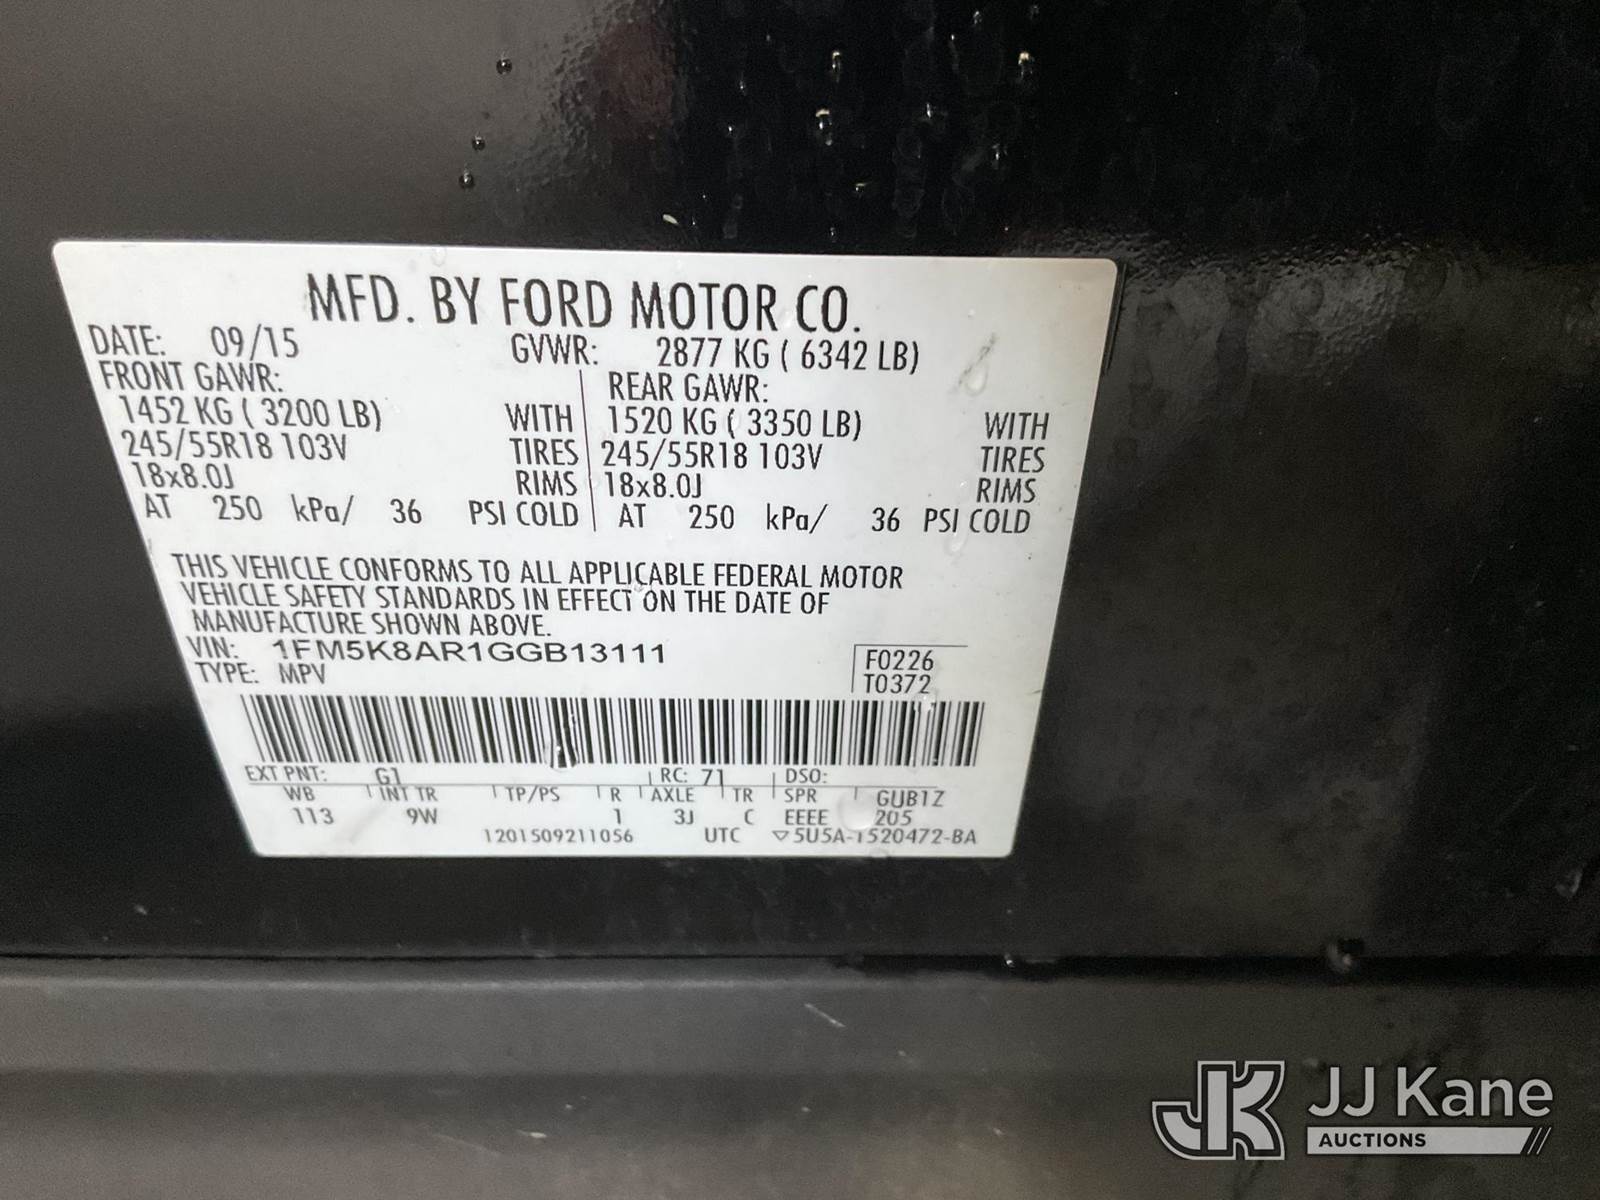 MFD. BY FORD MOTOR CO.
DATE: 09/15 GVWR: 2877 KG ( 6342 LB)
FRONT GAWR: REAR GAWR:
1452 KG ( 3200 LB) WITH 1520 KG ( 3350 LB) WITH
245/55R18 103V TIRES 245/55R18 103V TIRES
18x8.0J RIMS 18x8.0J RIMS
AT 250 kPa/ 36 PSI COLD AT 250 kPa/ 36 PSI COLD
THIS VEHICLE CONFORMS TO ALL APPLICABLE FEDERAL MOTOR
VEHICLE SAFETY STANDARDS IN EFFECT ON THE DATE OF
MANUFACTURE SHOWN ABOVE.
VIN: 1FM5K8AR1GGB13111 F0226
TYPE: MPV T0372
EXT PNT: G1 RC: 71 DSO:
WB INT TR TP/PS R AXLE TR SPR GUB1Z
113 9W 1 3J C EEEE 205
1201509211056 UTC ▽5U5A-1520472-BA
JK JJ Kane
AUCTIONS